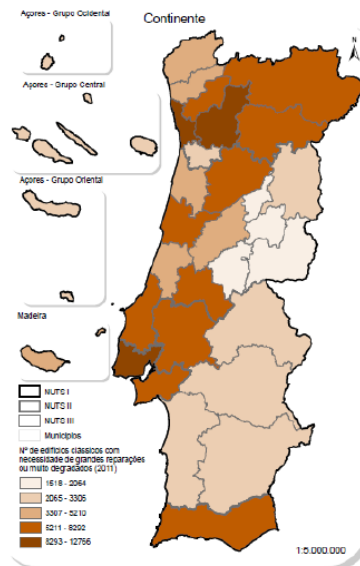 Açores - Grupo Ocidental
Continente
N
Açores - Grupo Central
Açores - Grupo Oriental
Madeira
NUTS I
NUTS II
NUTS III
Municípios
Nº de edifícios clássicos com
necessidade de grandes reparações
ou muito degradados (2011)
1518 - 2064
2065 - 3306
3307 - 5210
5211 - 8292
8293 - 12756
1:5.000.000